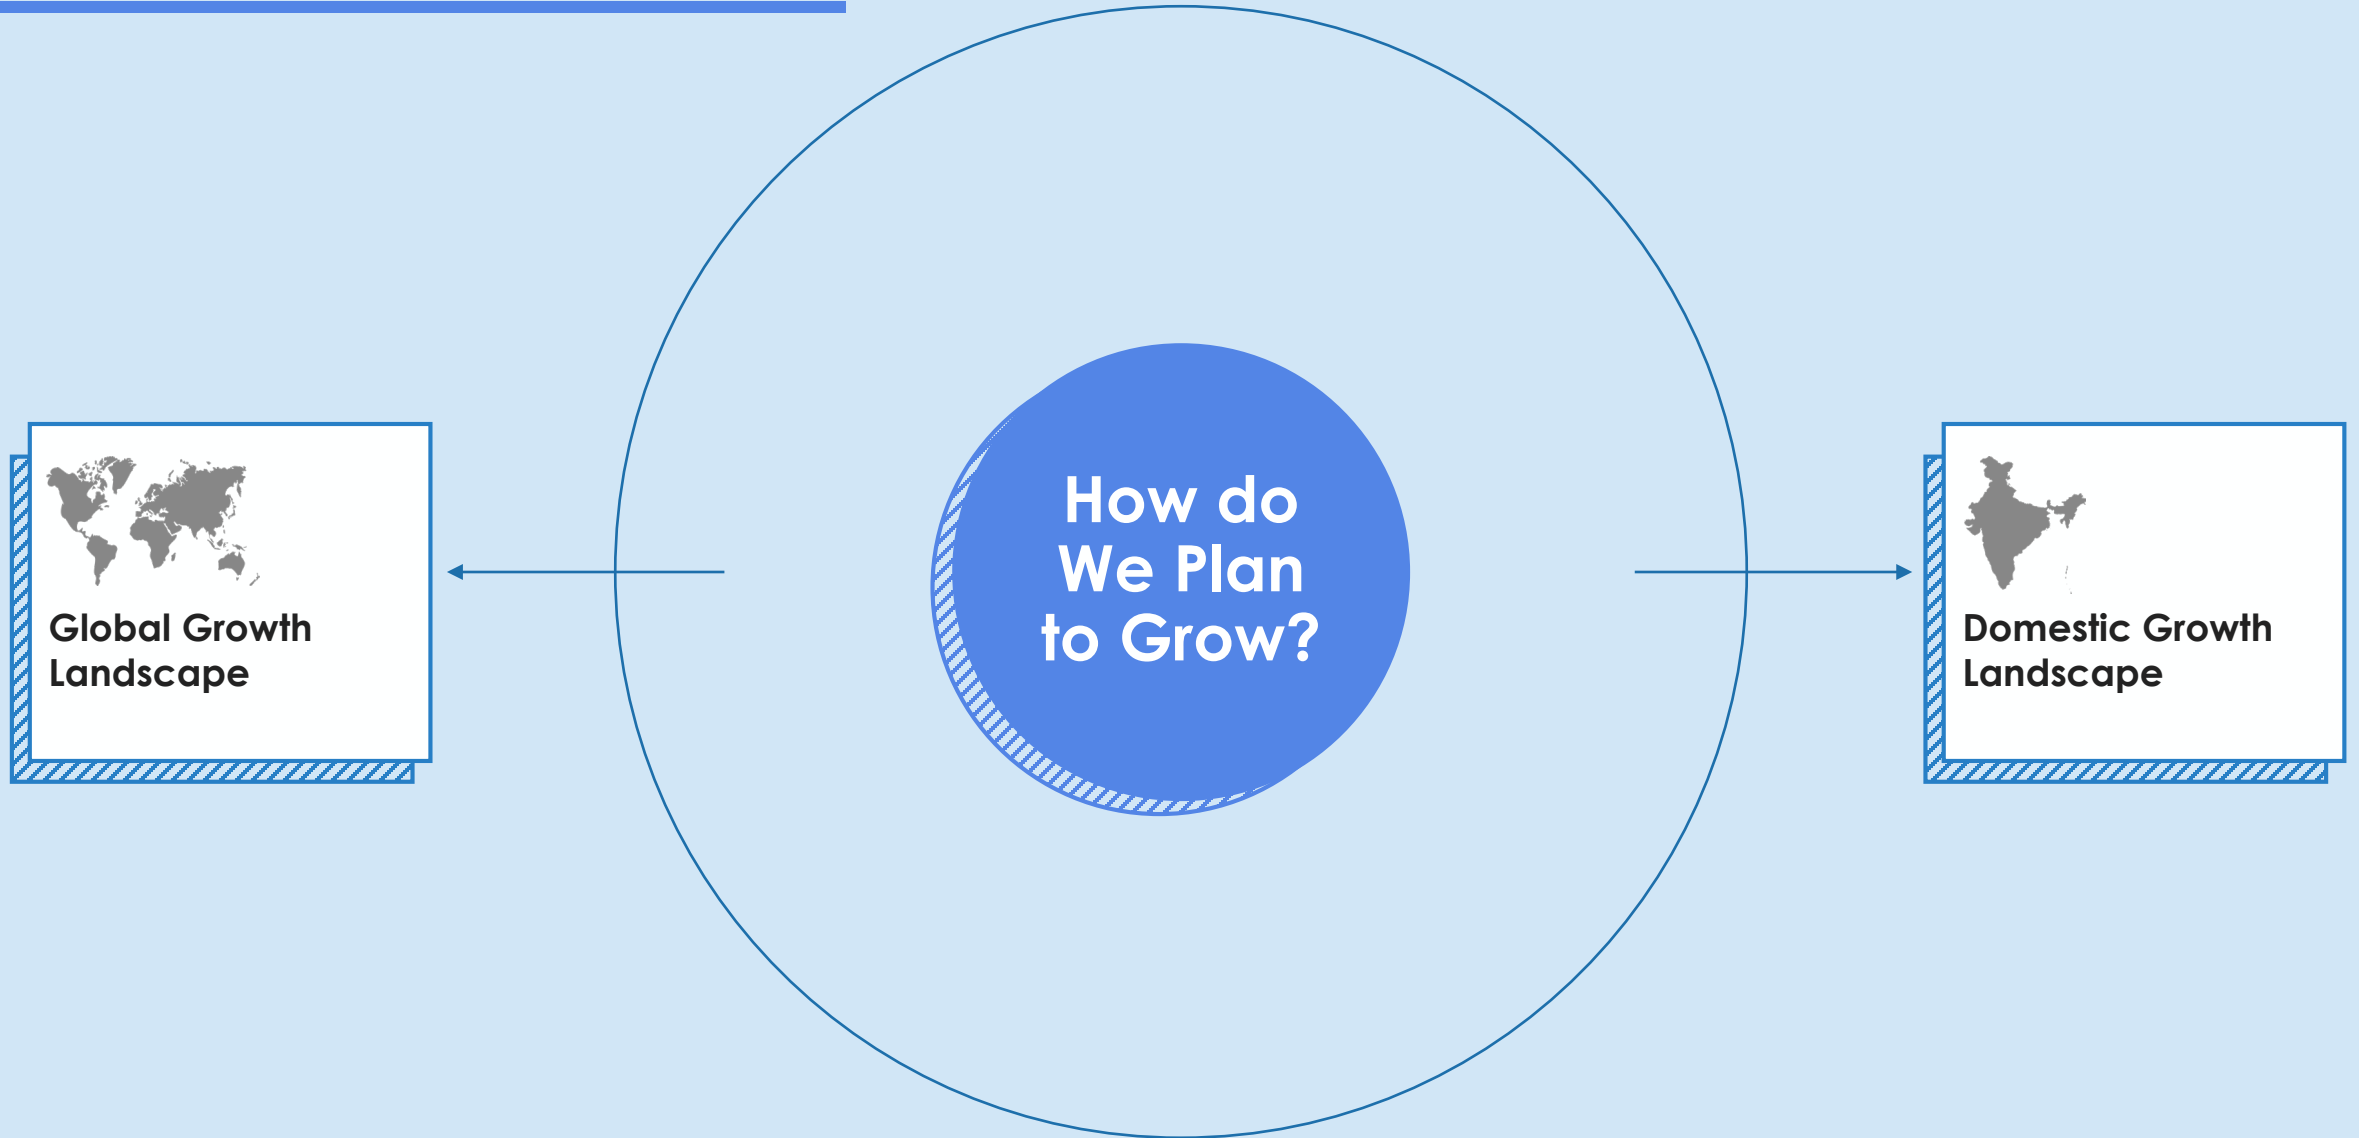 How do
We Plan
to Grow?
Global Growth
Landscape
Domestic Growth
Landscape